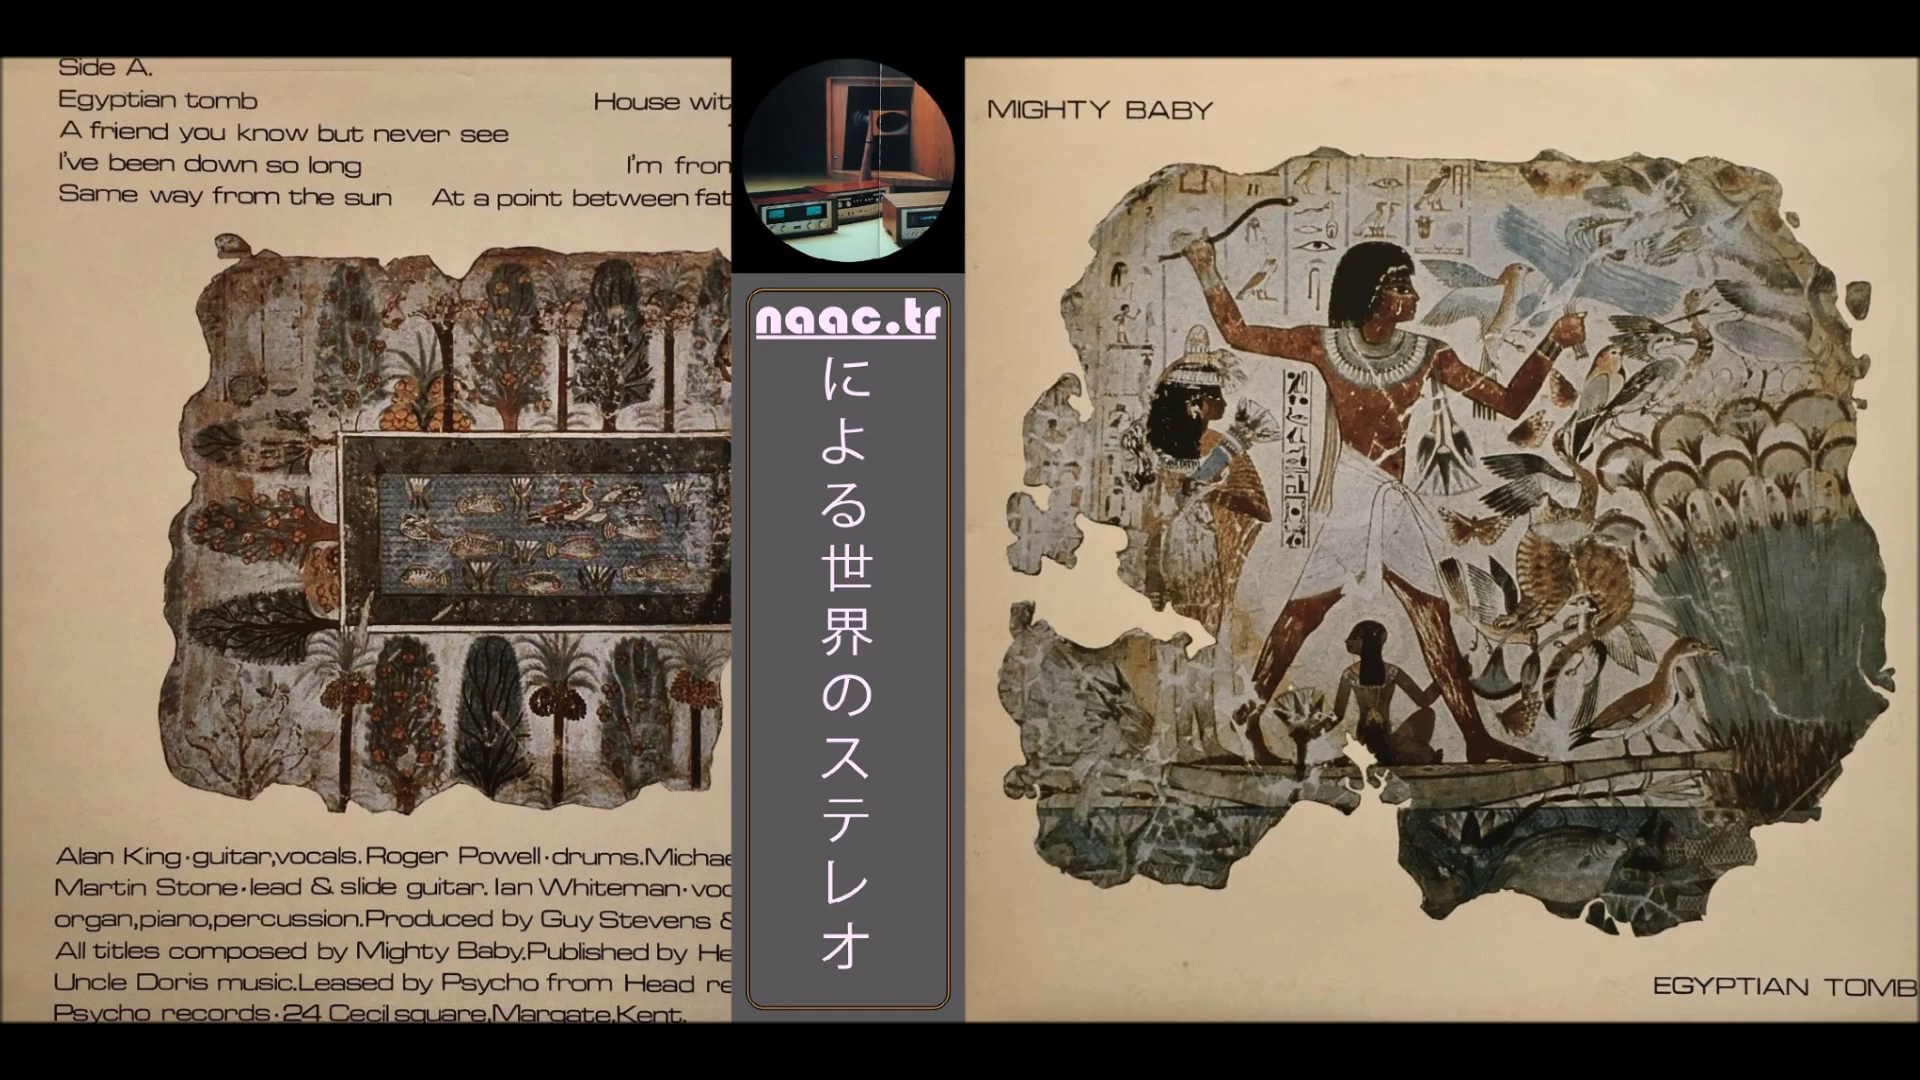 Side A.
Egyptian tomb
House wit
A friend you know but never see
I've been down so long
I'm fron
Same way from the sun
At a point between fat
Alan King·guitar,vocals.Roger Powell·drums.Michae
Martin Stone·lead & slide guitar.Ian Whiteman·voc
organ,piano,percussion.Produced by Guy Stevens &
All titles composed by Mighty Baby.Published by He
Uncle Doris music.Leased by Psycho from Head re
Psycho records·24 Cecil square,Margate,Kent.
naac.tr
による世界のステレオ
MIGHTY BABY
EGYPTIAN TOMB